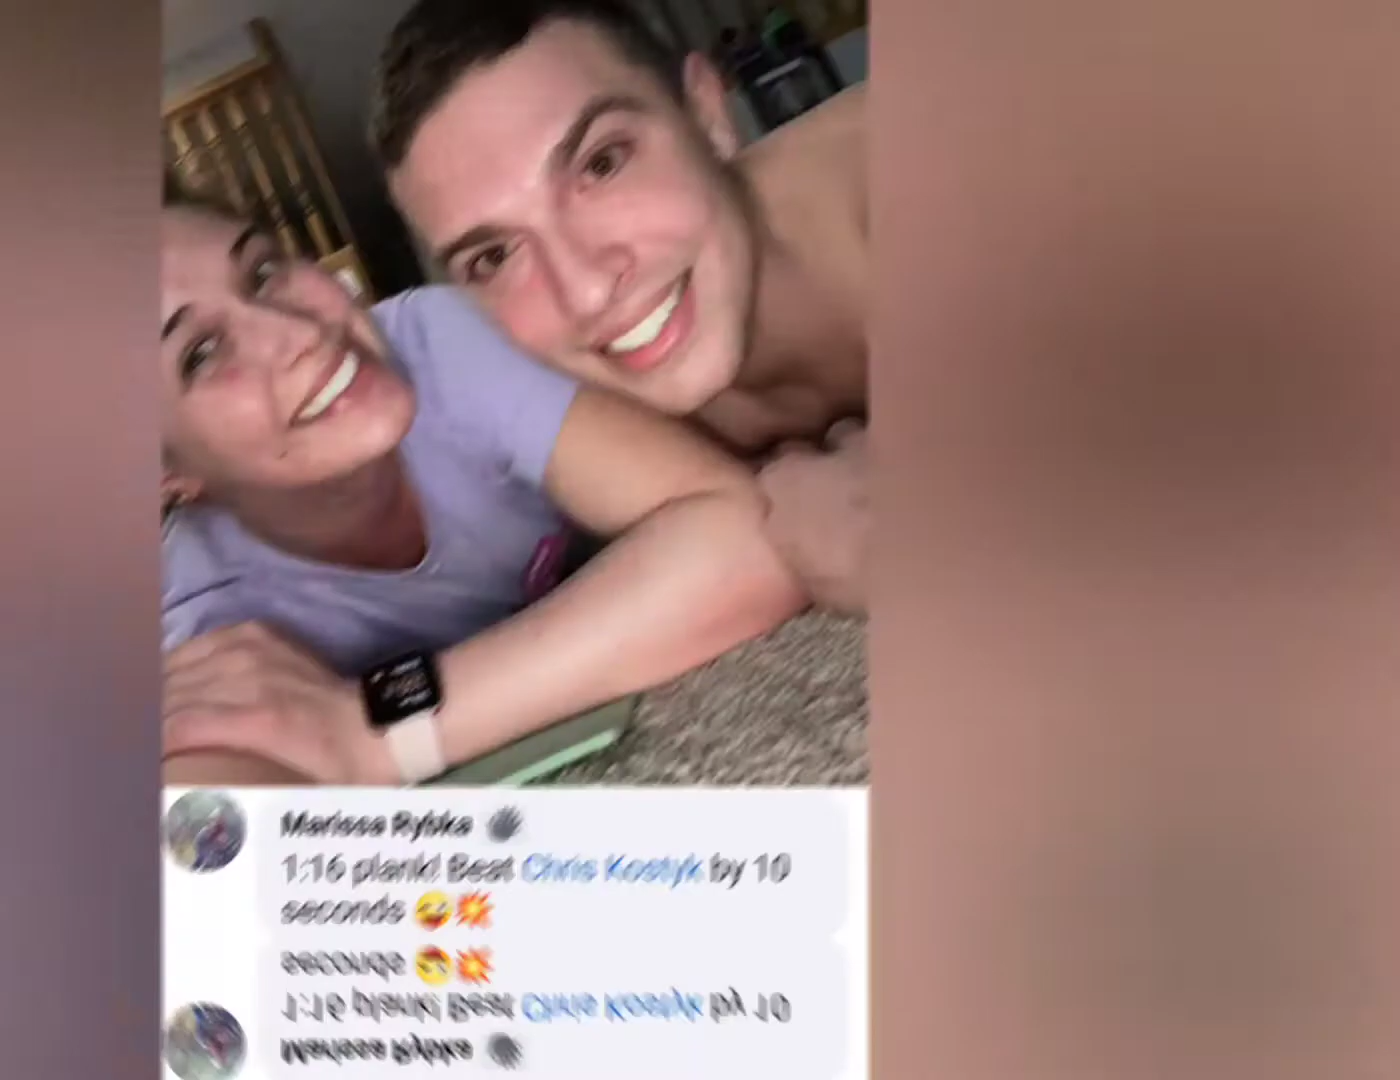 Marissa Rybka
1:16 plank! Beat Chris Kostyk by 10
seconds 😂💥